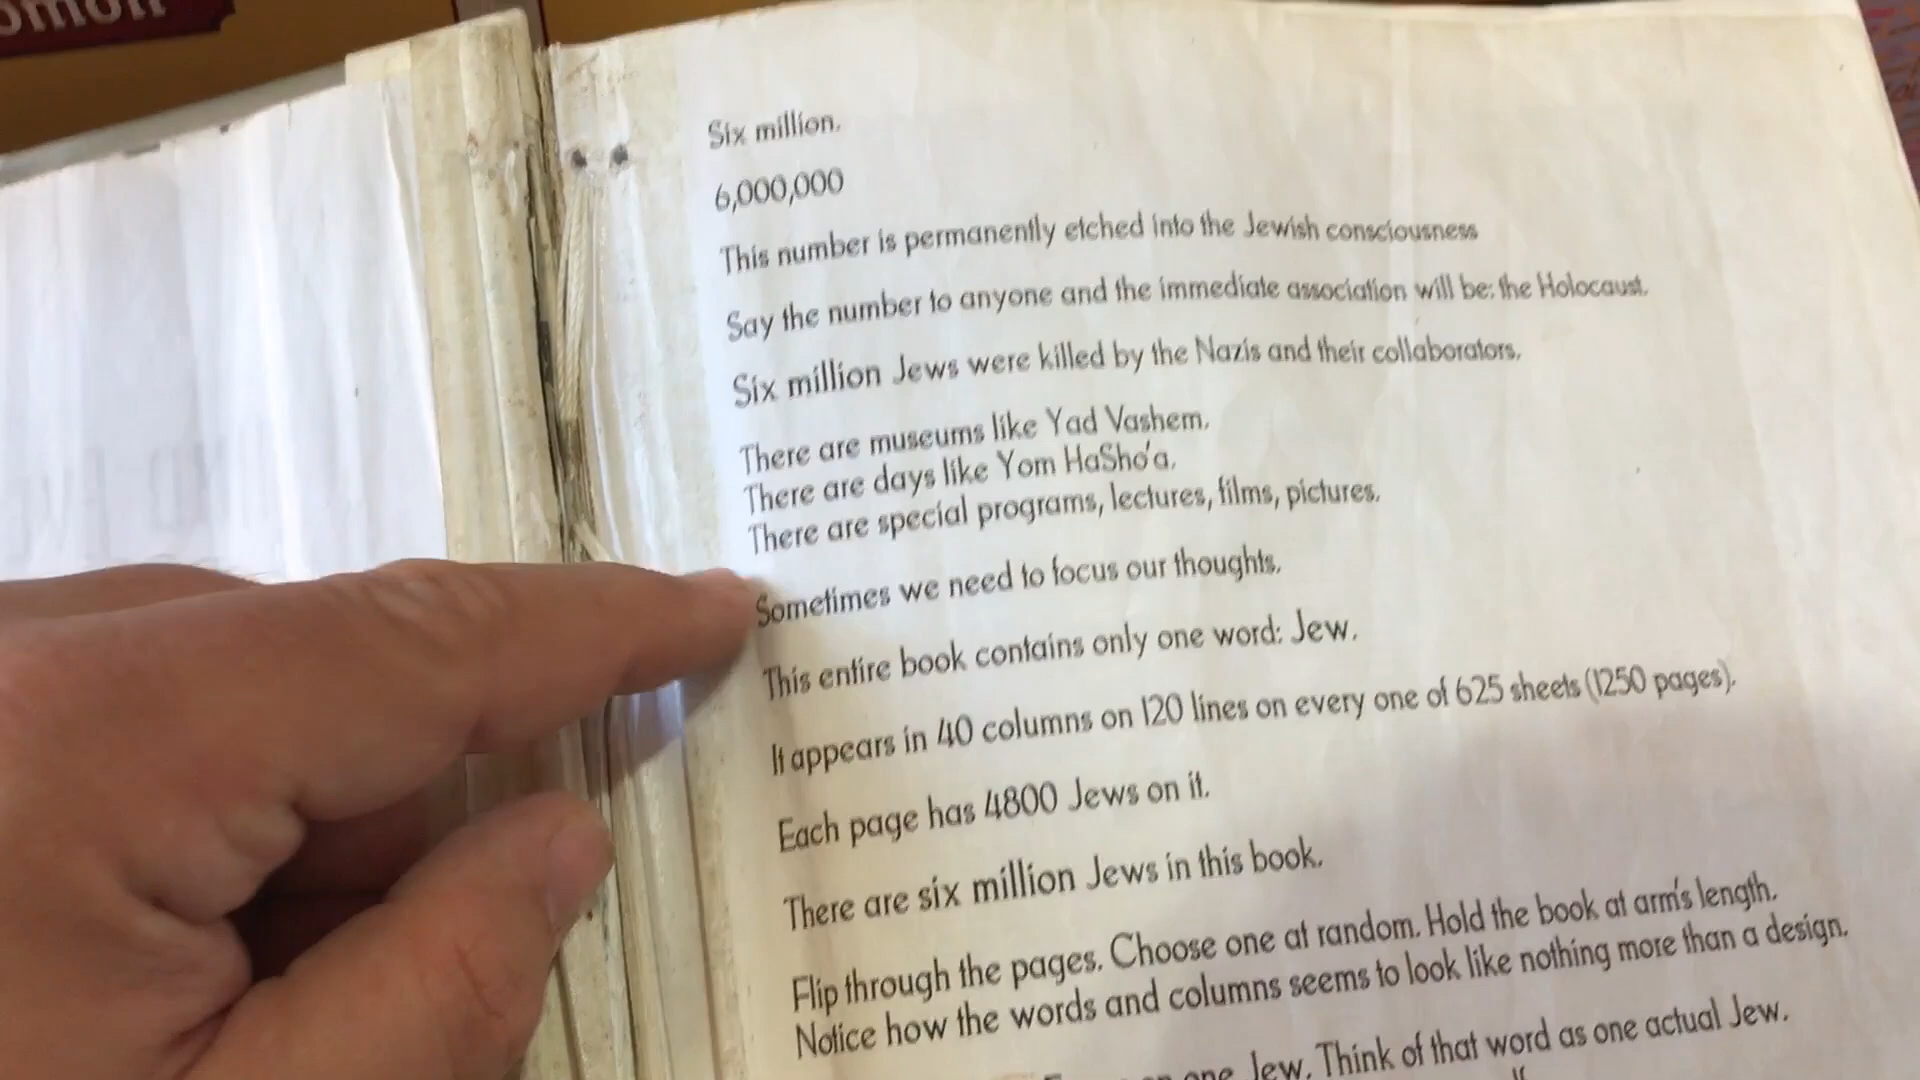 Six million.
6,000,000
This number is permanently etched into the Jewish consciousness
Say the number to anyone and the immediate association will be: the Holocaust.
Six million Jews were killed by the Nazis and their collaborators.
There are museums like Yad Vashem.
There are days like Yom HaSho'a.
There are special programs, lectures, films, pictures.
Sometimes we need to focus our thoughts.
This entire book contains only one word: Jew.
It appears in 40 columns on 120 lines on every one of 625 sheets (1250 pages).
Each page has 4800 Jews on it.
There are six million Jews in this book.
Flip through the pages. Choose one at random. Hold the book at arm's length.
Notice how the words and columns seems to look like nothing more than a design.
one Jew. Think of that word as one actual Jew.